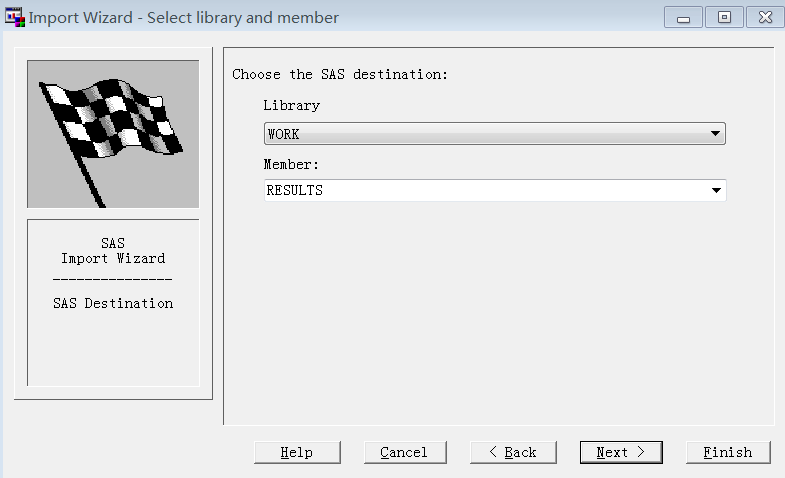 Import Wizard - Select library and member
SAS
Import Wizard
---------------
SAS Destination
Choose the SAS destination:
Library
WORK
Member:
RESULTS
Help
Cancel
< Back
Next >
Finish